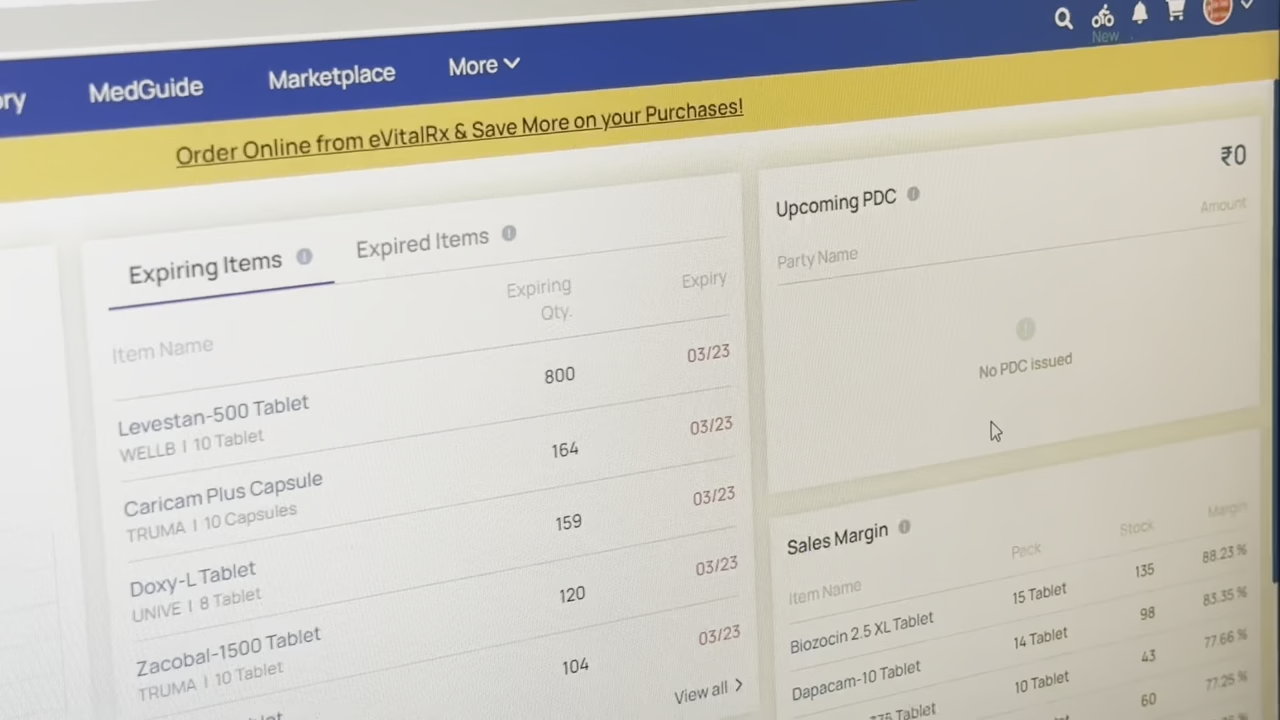 ory
MedGuide
Marketplace
More
New
Order Online from eVitalRx & Save More on your Purchases!
Expiring Items
Expired Items
Item Name
Expiring Qty.
Expiry
Levestan-500 Tablet
WELLB | 10 Tablet
800
03/23
Caricam Plus Capsule
TRUMA | 10 Capsules
164
03/23
Doxy-L Tablet
UNIVE | 8 Tablet
159
03/23
Zacobal-1500 Tablet
TRUMA | 10 Tablet
120
03/23
104
03/23
View all
Upcoming PDC
₹0
Party Name
Amount
No PDC issued
Sales Margin
Item Name
Pack
Stock
Margin
Biozocin 2.5 XL Tablet
15 Tablet
135
88.23 %
Dapacam-10 Tablet
14 Tablet
98
83.35 %
Tablet
10 Tablet
43
77.66 %
60
77.25 %